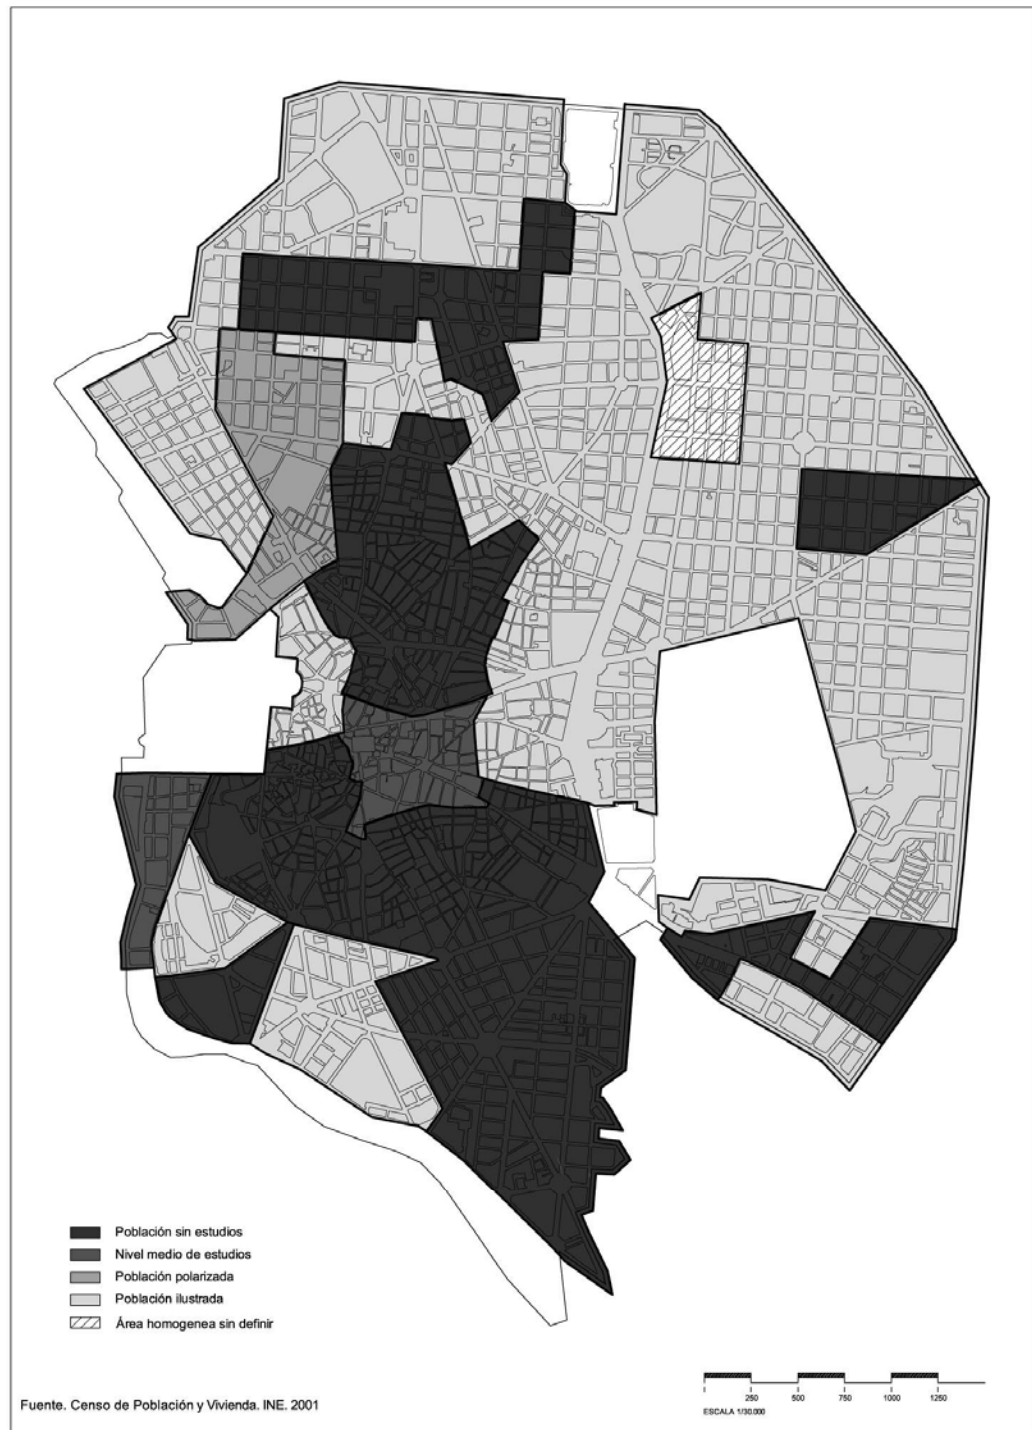 Población sin estudios
Nivel medio de estudios
Población polarizada
Población ilustrada
Área homogenea sin definir
Fuente. Censo de Población y Vivienda. INE. 2001
250 500 750 1000 1250
ESCALA 1/30.000